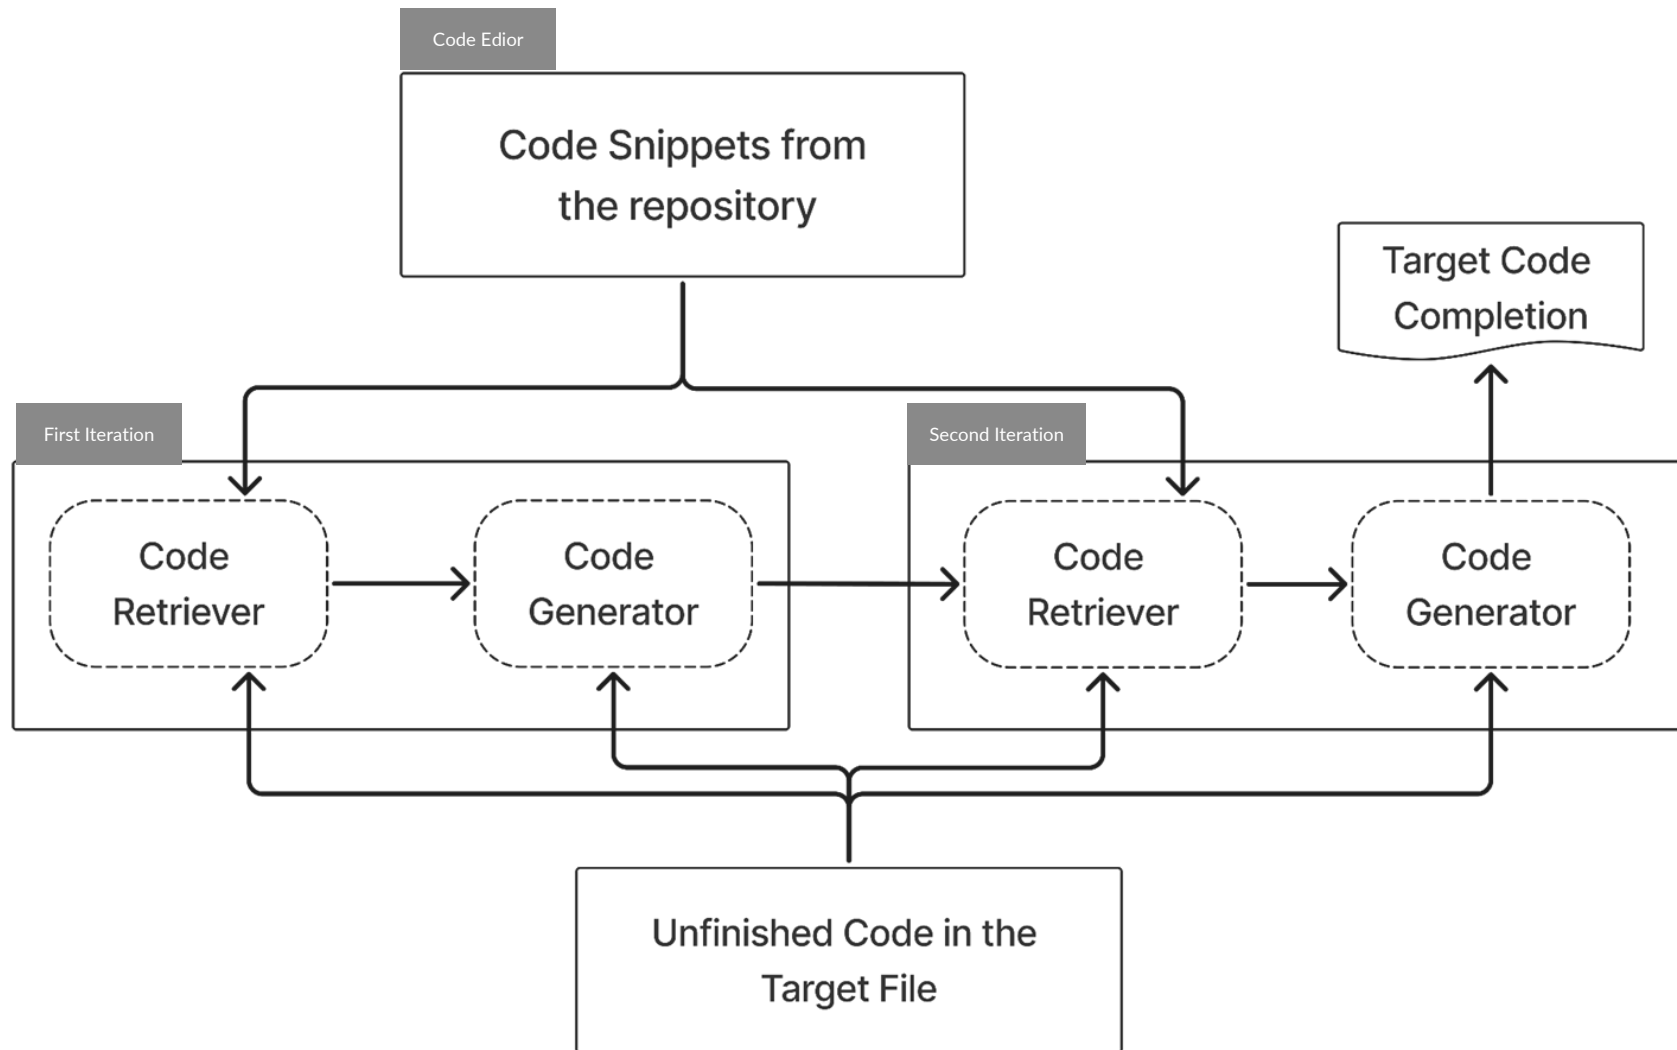 Code Edior
Code Snippets from
the repository
Target Code
Completion
First Iteration
Second Iteration
Code
Retriever
Code
Generator
Code
Retriever
Code
Generator
Unfinished Code in the
Target File